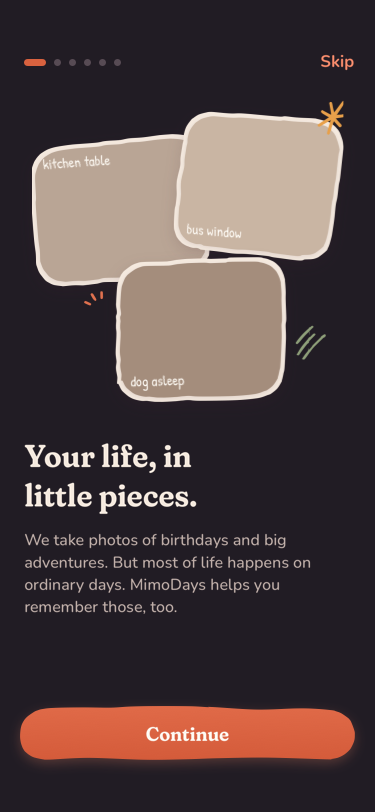 Skip
kitchen table
bus window
dog asleep
Your life, in
little pieces.
We take photos of birthdays and big
adventures. But most of life happens on
ordinary days. MimoDays helps you
remember those, too.
Continue